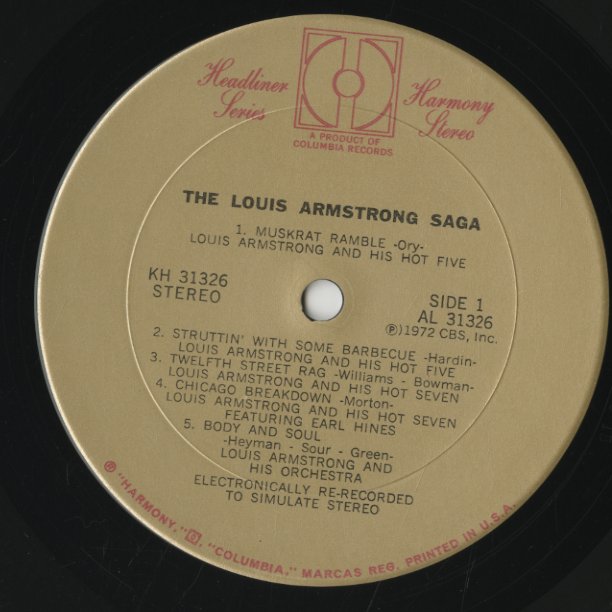 Headliner Series
Harmony Stereo
A PRODUCT OF
COLUMBIA RECORDS
THE LOUIS ARMSTRONG SAGA
1. MUSKRAT RAMBLE -Ory-
LOUIS ARMSTRONG AND HIS HOT FIVE
KH 31326
STEREO
SIDE 1
AL 31326
Ⓟ1972 CBS, Inc.
2. STRUTTIN' WITH SOME BARBECUE -Hardin-
LOUIS ARMSTRONG AND HIS HOT FIVE
3. TWELFTH STREET RAG -Williams - Bowman-
LOUIS ARMSTRONG AND HIS HOT SEVEN
4. CHICAGO BREAKDOWN -Morton-
LOUIS ARMSTRONG AND HIS HOT SEVEN
FEATURING EARL HINES
5. BODY AND SOUL
-Heyman - Sour - Green-
LOUIS ARMSTRONG AND
HIS ORCHESTRA
ELECTRONICALLY RE-RECORDED
TO SIMULATE STEREO
® "HARMONY," "COLUMBIA," MARCAS REG. PRINTED IN U.S.A.